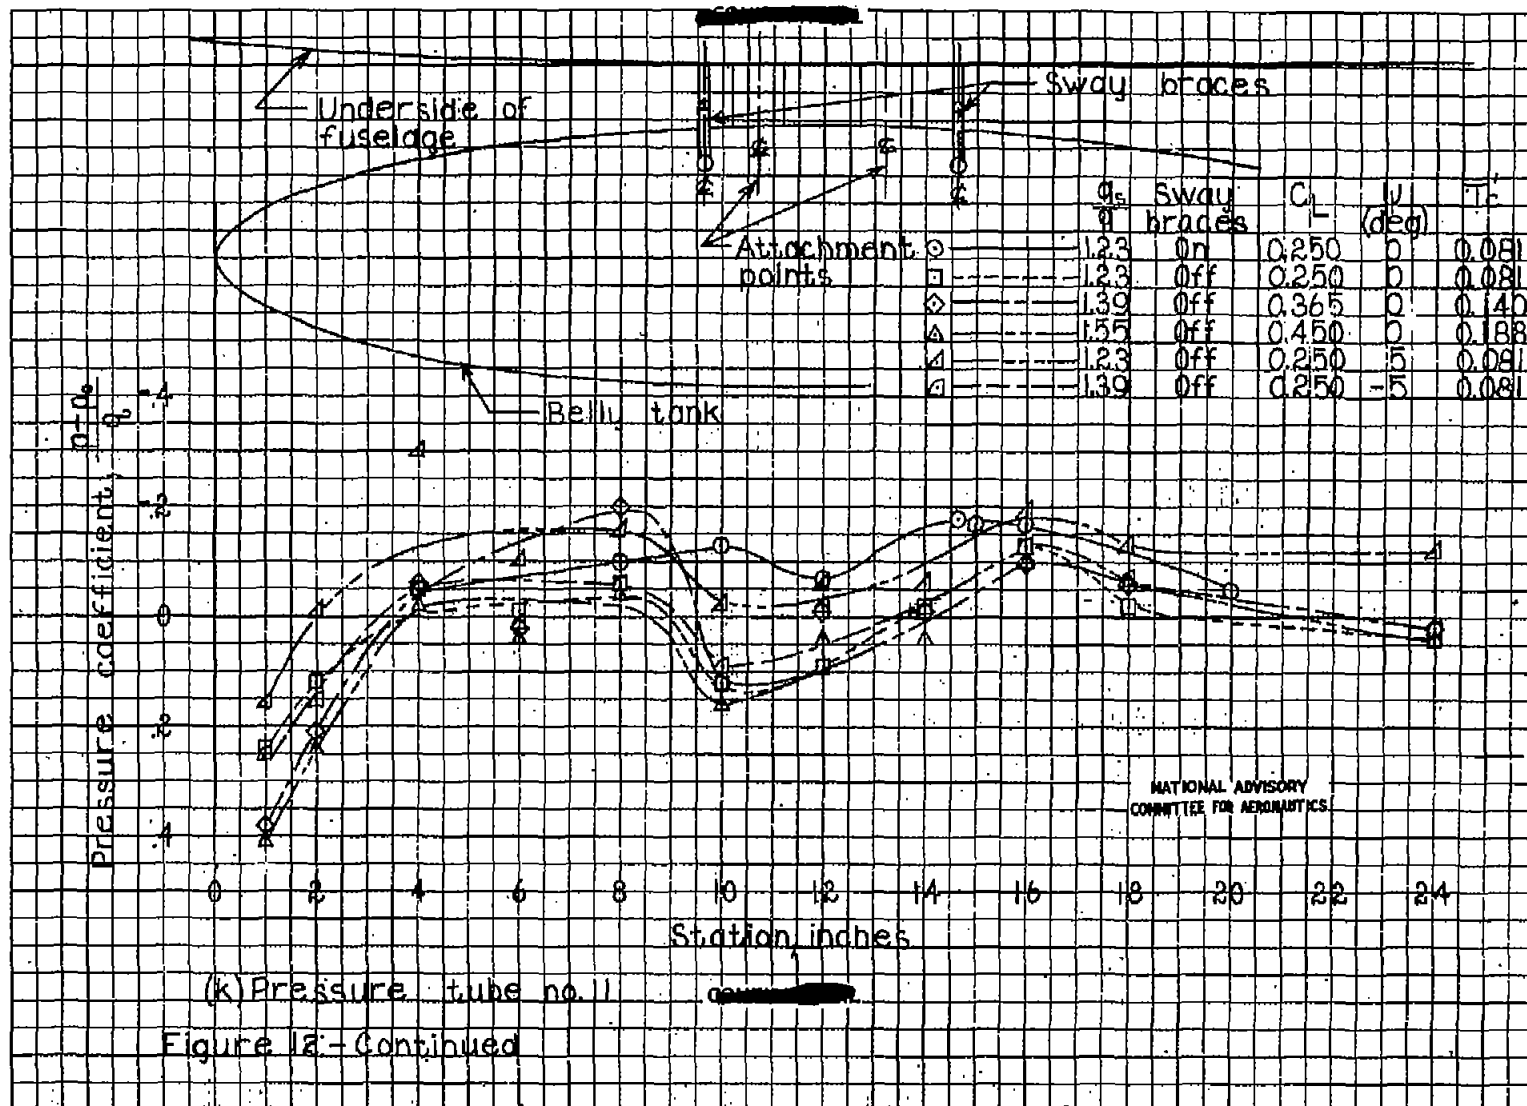 Underside of
fuselage
Sway braces
Attachment
points
Belly tank
qs/q Sway braces CL ψ (deg) Tc'
1.23 On 0.250 0 0.081
1.23 Off 0.250 0 0.081
1.39 Off 0.365 0 0.140
1.55 Off 0.450 0 0.188
1.23 Off 0.250 5 0.081
1.39 Off 0.250 -5 0.081
Pressure coefficient, p-p₀/q₀
-.4
-.2
0
.2
.4
0 2 4 6 8 10 12 14 16 18 20 22 24
Station, inches
NATIONAL ADVISORY
COMMITTEE FOR AERONAUTICS
(k) Pressure tube no. 11
Figure 12.-Continued